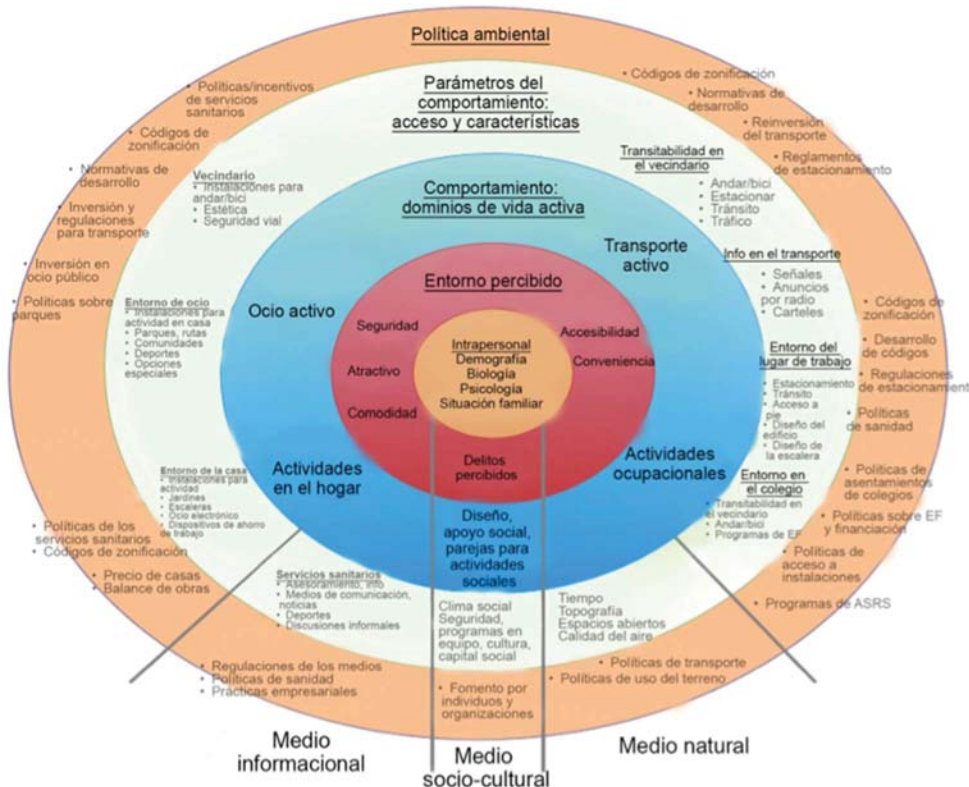 Política ambiental
Parámetros del
comportamiento:
acceso y características
Comportamiento:
dominios de vida activa
Entorno percibido
Intrapersonal
Demografía
Biología
Psicología
Situación familiar
Seguridad
Atractivo
Comodidad
Accesibilidad
Conveniencia
Delitos
percibidos
Ocio activo
Transporte
activo
Actividades
en el hogar
Actividades
ocupacionales
Diseño,
apoyo social,
parejas para
actividades
sociales
• Políticas/incentivos
de servicios
sanitarios
• Códigos de
zonificación
• Normativas de
desarrollo
• Inversión y
regulaciones
para transporte
• Inversión en
ocio público
• Políticas sobre
parques
Vecindario
• Instalaciones para
andar/bici
• Estética
• Seguridad vial
Entorno de ocio
• Instalaciones para
actividad en casa
• Parques, rutas
• Comunidades
• Deportes
• Opciones
especiales
Entorno de la casa
• Instalaciones para
actividad
• Jardines
• Escaleras
• Ocio electrónico
• Dispositivos de ahorro
de trabajo
• Políticas de los
servicios sanitarios
• Códigos de zonificación
• Precio de casas
• Balance de obras
Servicios sanitarios
• Asesoramiento, info
• Medios de comunicación,
noticias
• Deportes
• Discusiones informales
• Regulaciones de los medios
• Políticas de sanidad
• Prácticas empresariales
Clima social
Seguridad,
programas en
equipo, cultura,
capital social
• Fomento por
individuos y
organizaciones
Tiempo
Topografía
Espacios abiertos
Calidad del aire
• Políticas de transporte
• Políticas de uso del terreno
• Códigos de zonificación
• Normativas de
desarrollo
• Reinversión
del transporte
• Reglamentos
de estacionamiento
Transitabilidad en
el vecindario
• Andar/bici
• Estacionar
• Tránsito
• Tráfico
Info en el transporte
• Señales
• Anuncios
por radio
• Carteles
Entorno del
lugar de trabajo
• Estacionamiento
• Tránsito
• Acceso a
pie
• Diseño del
edificio
• Diseño de
la escalera
Entorno en
el colegio
• Transitabilidad en
el vecindario
• Andar/bici
• Programas de EF
• Códigos de
zonificación
• Desarrollo
de códigos
• Regulaciones
de estacionamiento
• Políticas
de sanidad
• Políticas de
asentamientos
de colegios
• Políticas sobre EF
y financiación
• Políticas de
acceso a
instalaciones
• Programas de ASRS
Medio
informacional
Medio
socio-cultural
Medio natural